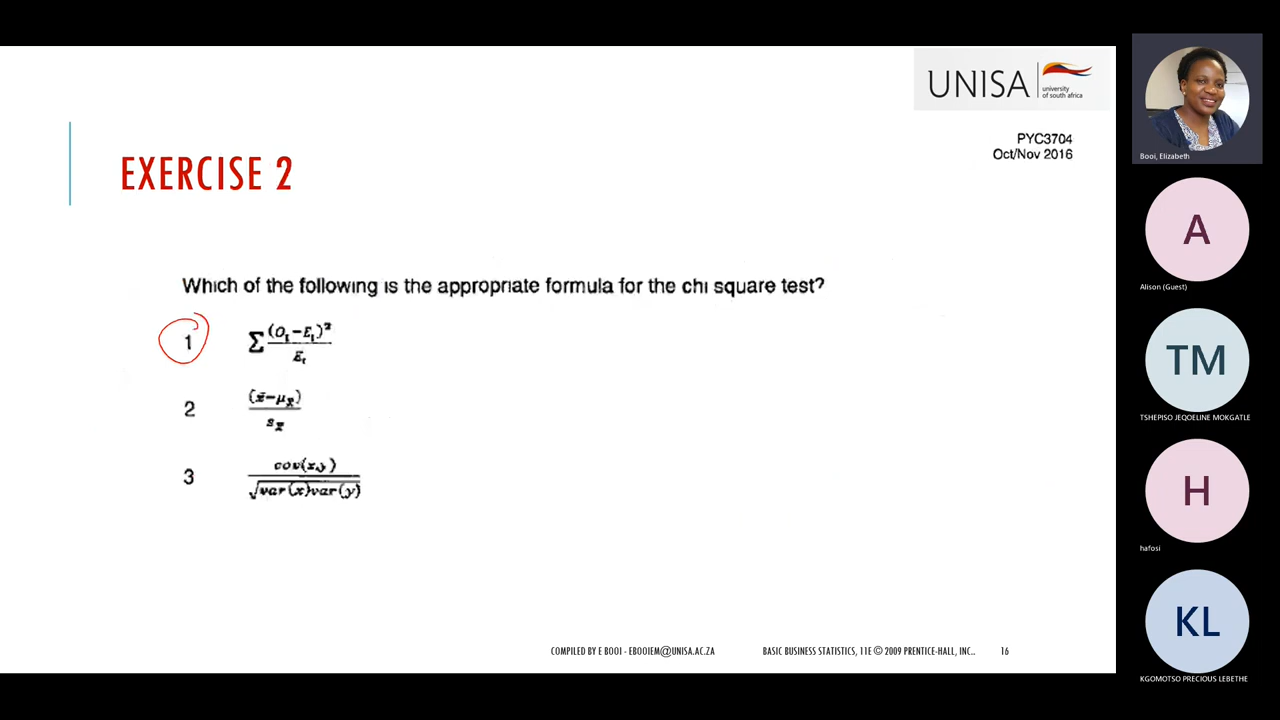 UNISA
university
of south africa
PYC3704
Oct/Nov 2016
EXERCISE 2
Which of the following is the appropriate formula for the chi square test?
1 ∑ (Oᵢ−Eᵢ)² / Eᵢ
2 (x̄−μx̄) / sx̄
3 cov(xy) / √var(x)var(y)
COMPILED BY E BOOI - EBOOIEM@UNISA.AC.ZA
BASIC BUSINESS STATISTICS, 11E © 2009 PRENTICE-HALL, INC..
16
Booi, Elizabeth
A
Alison (Guest)
TM
TSHEPISO JEQOELINE MOKGATLE
H
hafosi
KL
KGOMOTSO PRECIOUS LEBETHE